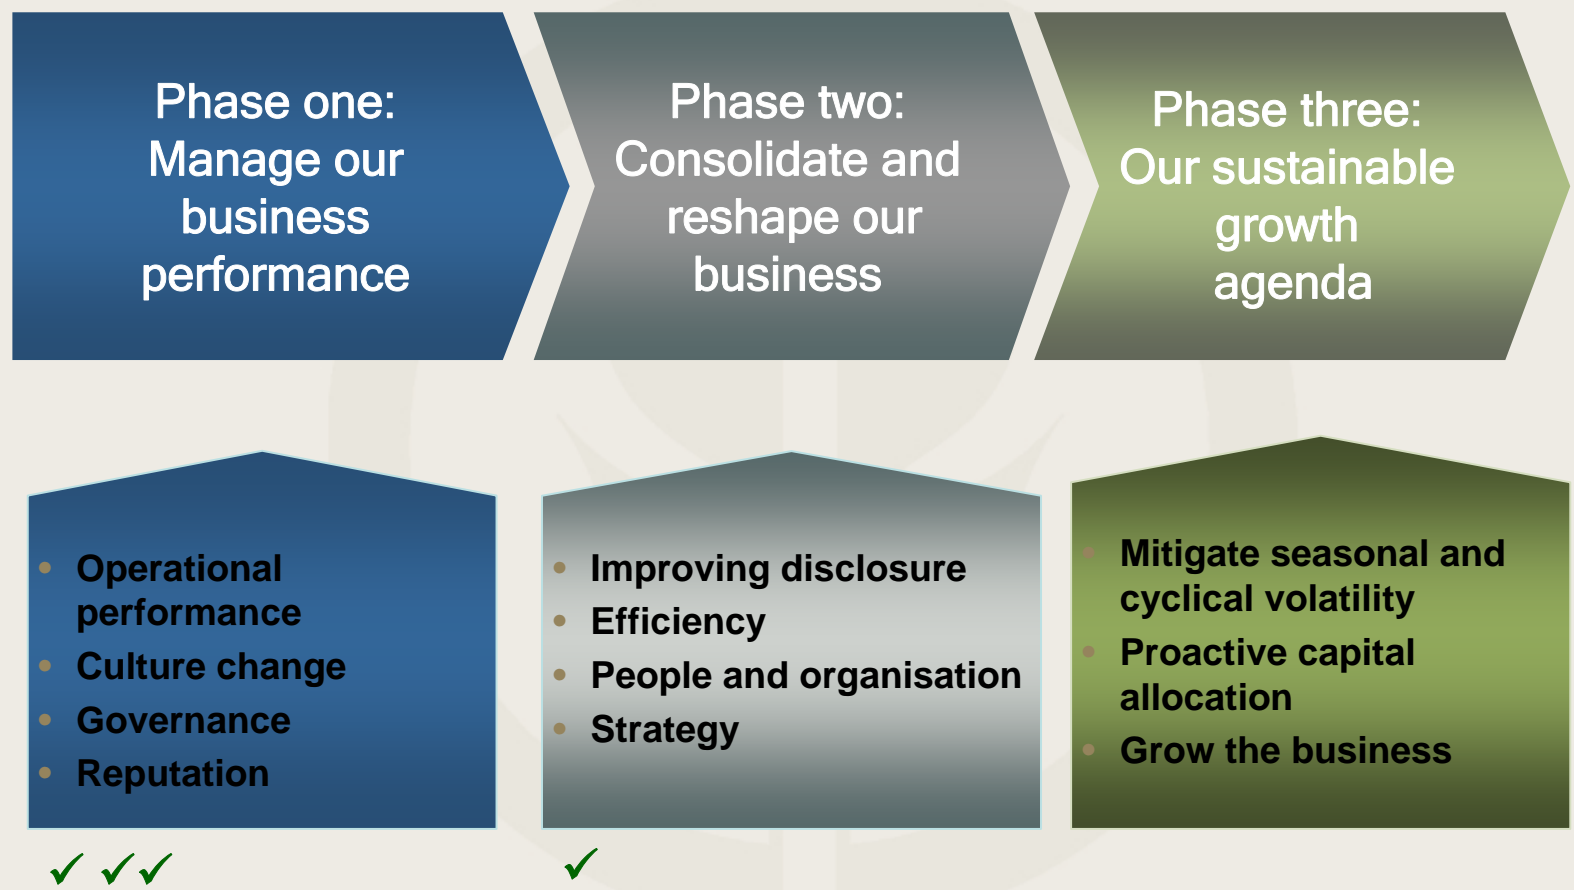 Phase one:
Manage our
business
performance
Phase two:
Consolidate and
reshape our
business
Phase three:
Our sustainable
growth
agenda
• Operational
performance
• Culture change
• Governance
• Reputation
• Improving disclosure
• Efficiency
• People and organisation
• Strategy
• Mitigate seasonal and
cyclical volatility
• Proactive capital
allocation
• Grow the business
✓ ✓✓
✓